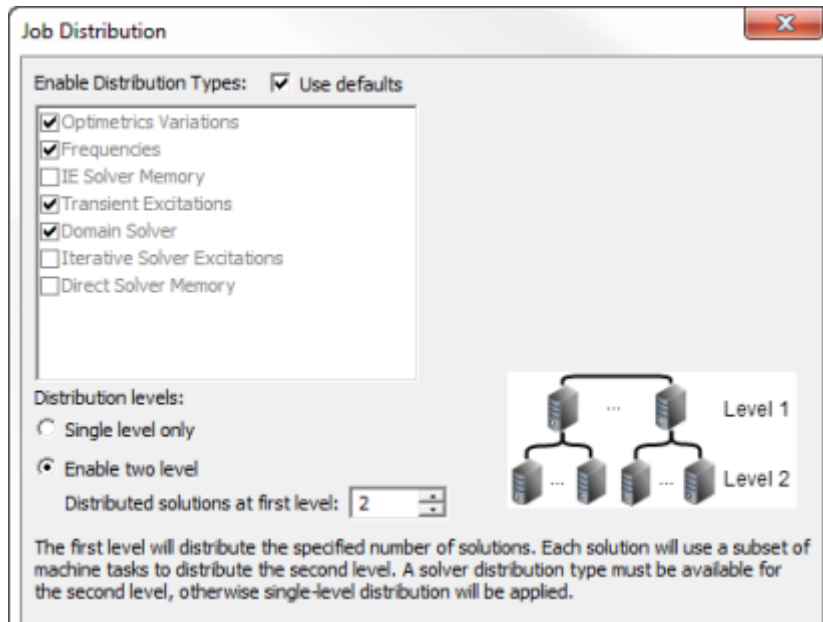 Job Distribution
Enable Distribution Types: Use defaults
Optimetrics Variations
Frequencies
IE Solver Memory
Transient Excitations
Domain Solver
Iterative Solver Excitations
Direct Solver Memory
Distribution levels:
Single level only
Enable two level
Distributed solutions at first level: 2
... Level 1
... ... Level 2
The first level will distribute the specified number of solutions. Each solution will use a subset of
machine tasks to distribute the second level. A solver distribution type must be available for
the second level, otherwise single-level distribution will be applied.